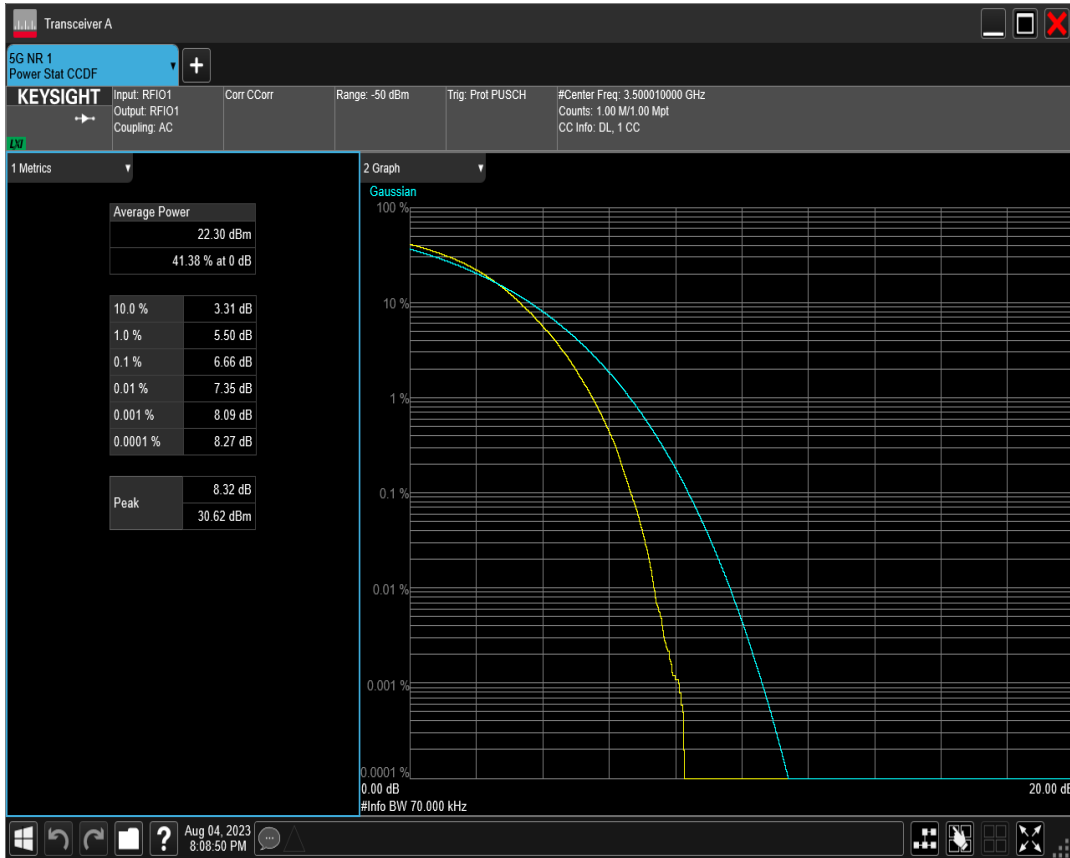 Transceiver A
5G NR 1
Power Stat CCDF
KEYSIGHT
LXI
Input: RFIO1
Output: RFIO1
Coupling: AC
Corr CCorr
Range: -50 dBm
Trig: Prot PUSCH
#Center Freq: 3.500010000 GHz
Counts: 1.00 M/1.00 Mpt
CC Info: DL, 1 CC
1 Metrics
Average Power
22.30 dBm
41.38 % at 0 dB
10.0 % 3.31 dB
1.0 % 5.50 dB
0.1 % 6.66 dB
0.01 % 7.35 dB
0.001 % 8.09 dB
0.0001 % 8.27 dB
Peak
8.32 dB
30.62 dBm
2 Graph
Gaussian
100 %
10 %
1 %
0.1 %
0.01 %
0.001 %
0.0001 %
0.00 dB 20.00 dB
#Info BW 70.000 kHz
Aug 04, 2023
8:08:50 PM